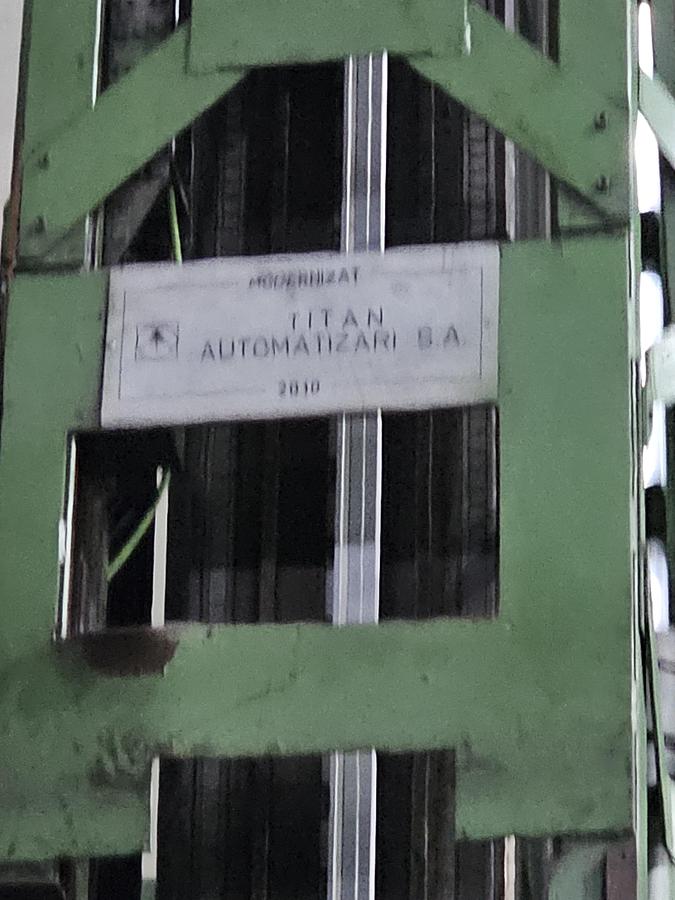 MODERNIZAT
TITAN
AUTOMATIZARI S.A.
2010